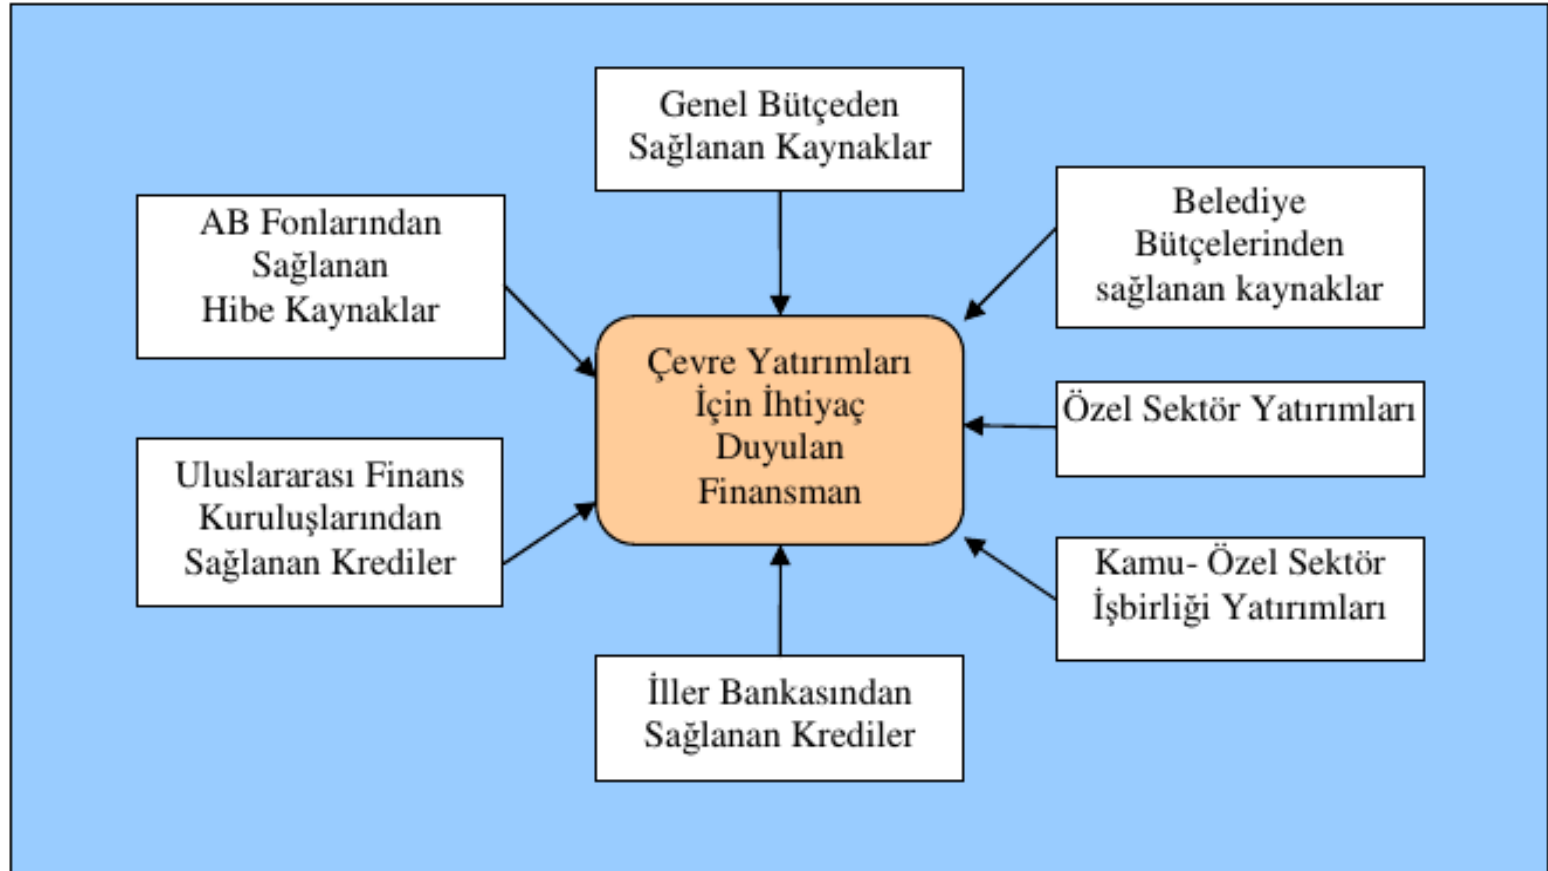 Genel Bütçeden
Sağlanan Kaynaklar
AB Fonlarından
Sağlanan
Hibe Kaynaklar
Belediye
Bütçelerinden
sağlanan kaynaklar
Çevre Yatırımları
İçin İhtiyaç
Duyulan
Finansman
Özel Sektör Yatırımları
Uluslararası Finans
Kuruluşlarından
Sağlanan Krediler
Kamu- Özel Sektör
İşbirliği Yatırımları
İller Bankasından
Sağlanan Krediler